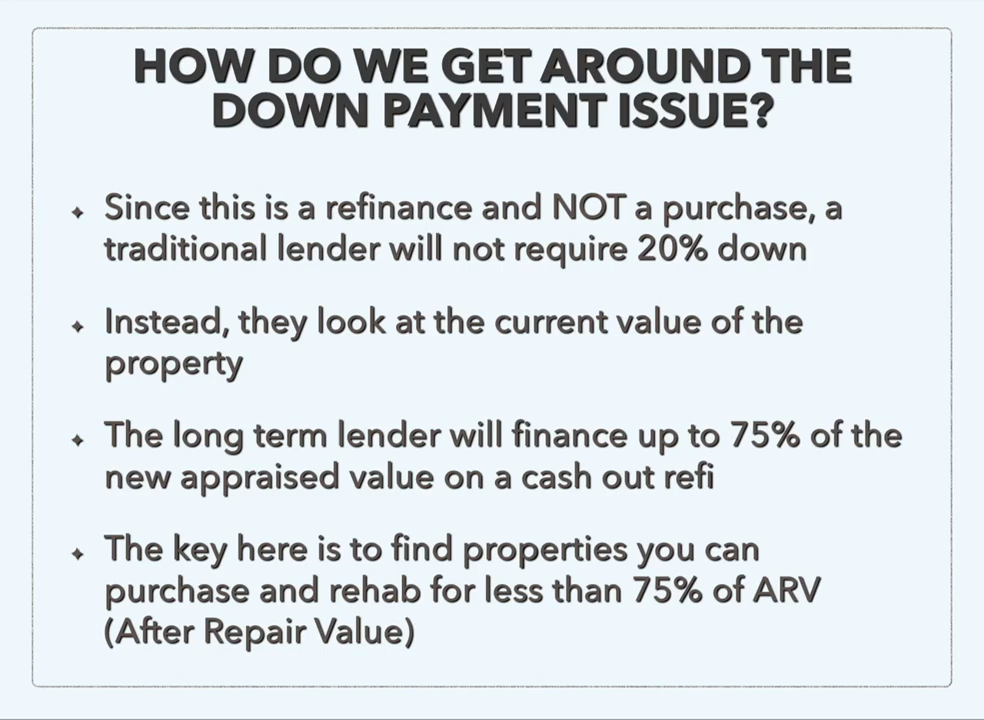 HOW DO WE GET AROUND THE
DOWN PAYMENT ISSUE?
Since this is a refinance and NOT a purchase, a
traditional lender will not require 20% down
Instead, they look at the current value of the
property
The long term lender will finance up to 75% of the
new appraised value on a cash out refi
The key here is to find properties you can
purchase and rehab for less than 75% of ARV
(After Repair Value)